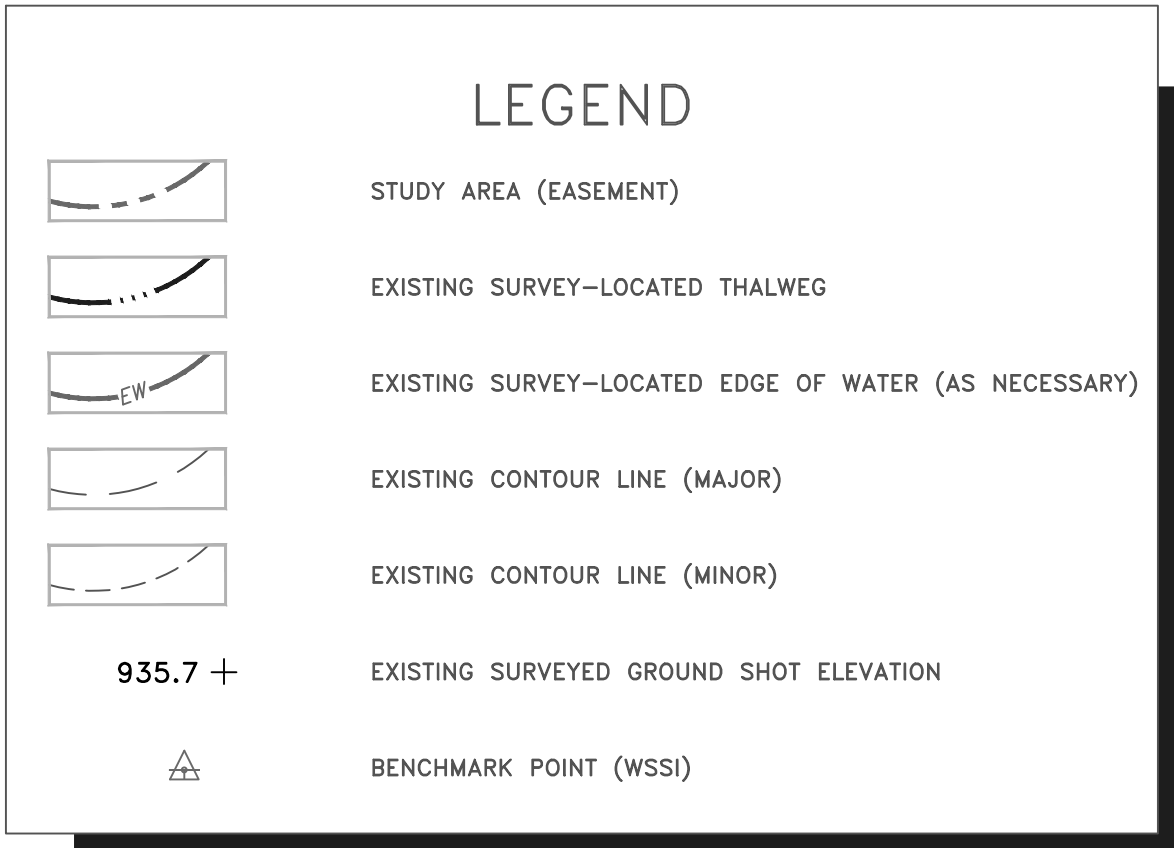 LEGEND
STUDY AREA (EASEMENT)
EXISTING SURVEY-LOCATED THALWEG
EW EXISTING SURVEY-LOCATED EDGE OF WATER (AS NECESSARY)
EXISTING CONTOUR LINE (MAJOR)
EXISTING CONTOUR LINE (MINOR)
935.7 + EXISTING SURVEYED GROUND SHOT ELEVATION
BENCHMARK POINT (WSSI)